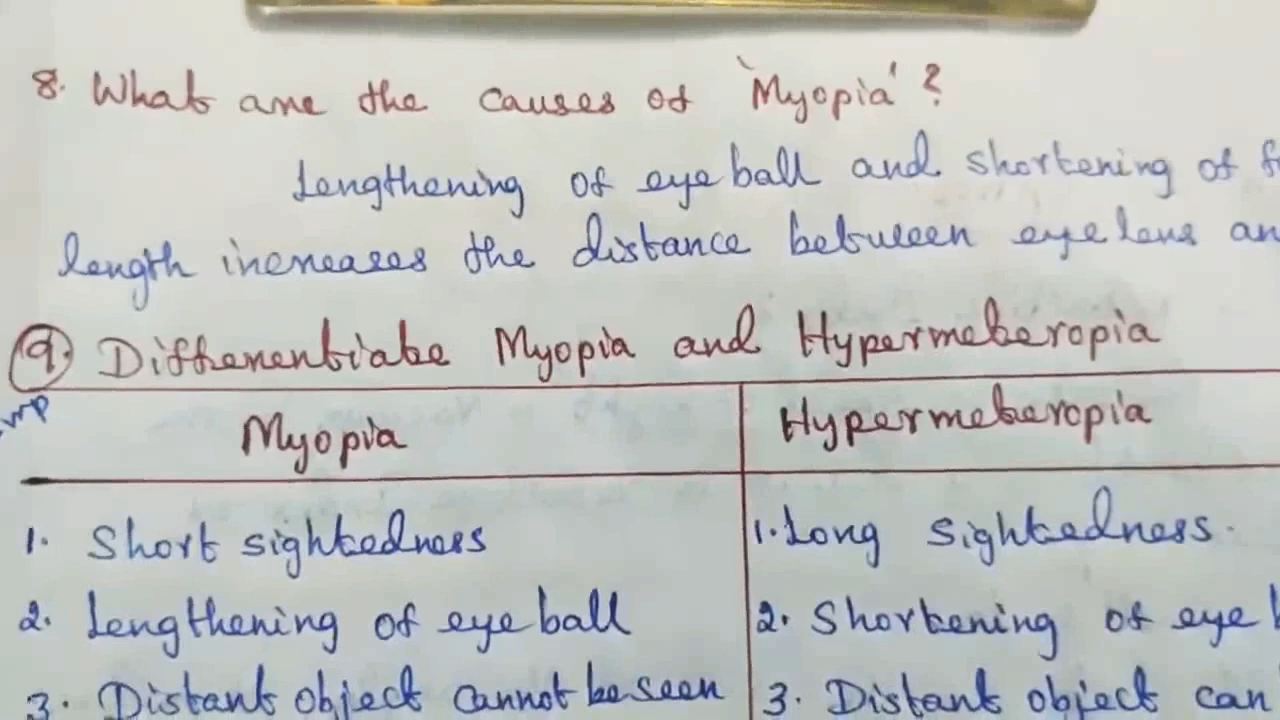 8. What are the causes of 'Myopia'?
Lengthening of eye ball and shortening of
length increases the distance between eye lens
9. Differentiate Myopia and Hypermeteropia
Imp
Myopia Hypermeteropia
1. Short sightedness 1. Long sightedness.
2. Lengthening of eye ball 2. Shortening of eye
3. Distant object cannot be seen 3. Distant object can